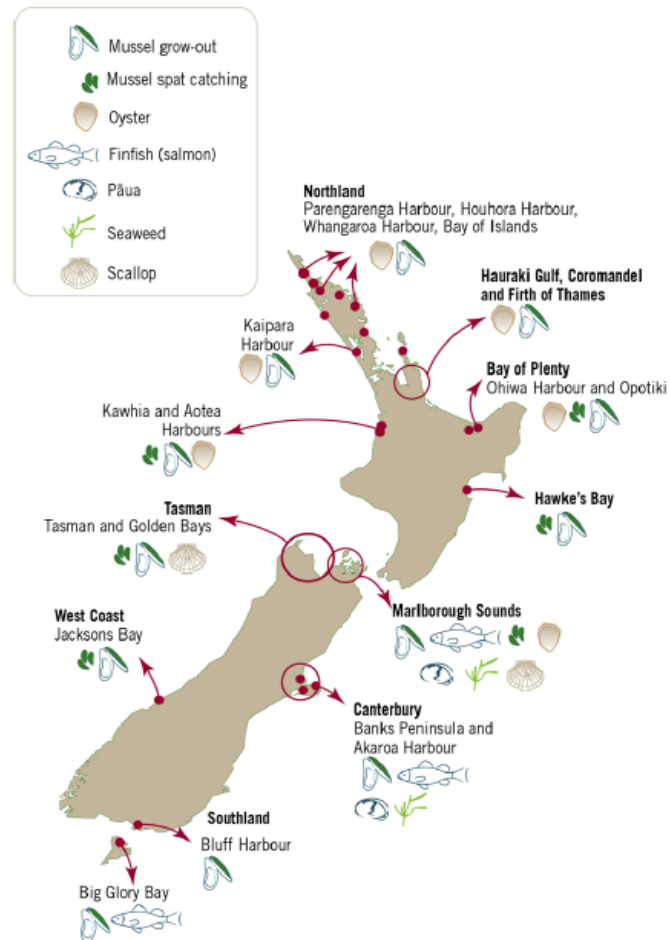 Mussel grow-out
Mussel spat catching
Oyster
Finfish (salmon)
Pāua
Seaweed
Scallop
Northland
Parengarenga Harbour, Houhora Harbour,
Whangaroa Harbour, Bay of Islands
Hauraki Gulf, Coromandel
and Firth of Thames
Kaipara
Harbour
Bay of Plenty
Ohiwa Harbour and Opotiki
Kawhia and Aotea
Harbours
Hawke's Bay
Tasman
Tasman and Golden Bays
Marlborough Sounds
West Coast
Jacksons Bay
Canterbury
Banks Peninsula and
Akaroa Harbour
Southland
Bluff Harbour
Big Glory Bay